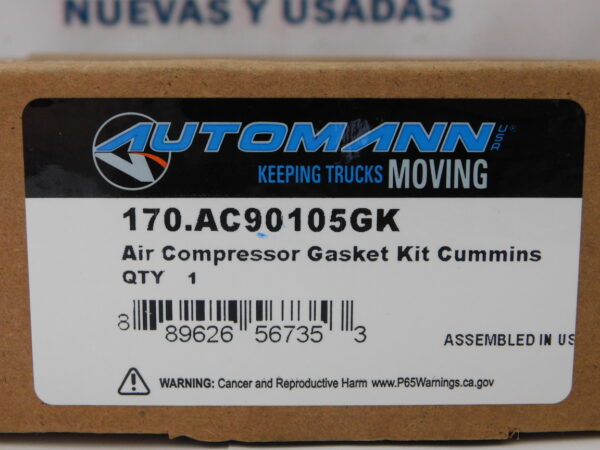 NUEVAS Y USADAS
AUTOMANN USA®
KEEPING TRUCKS MOVING
170.AC90105GK
Air Compressor Gasket Kit Cummins
QTY 1
8 89626 56735 3
ASSEMBLED IN US
WARNING: Cancer and Reproductive Harm www.P65Warnings.ca.gov